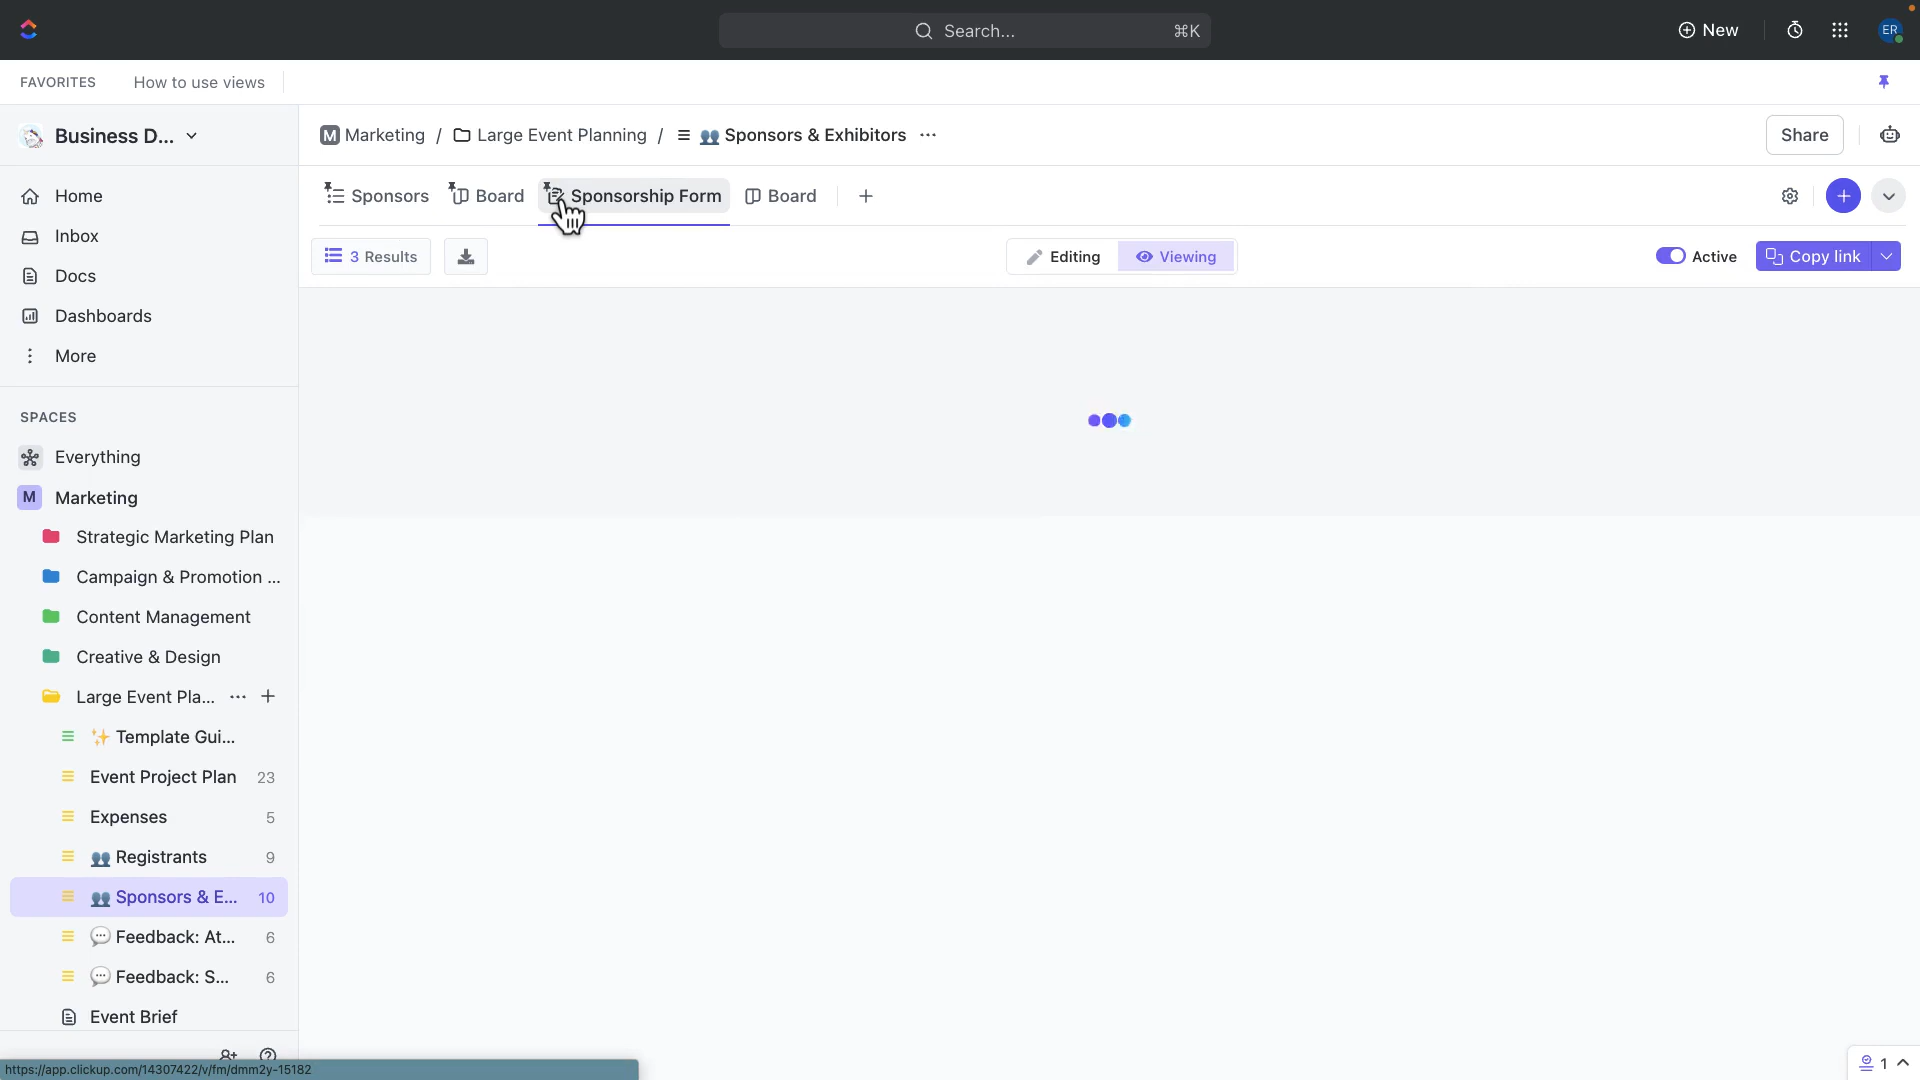 Search...
⌘K
New
ER
FAVORITES
How to use views
Business D...
M Marketing / Large Event Planning / 👥 Sponsors & Exhibitors
Share
Home
Inbox
Docs
Dashboards
More
Sponsors
Board
Sponsorship Form
Board
3 Results
Editing
Viewing
Active
Copy link
SPACES
Everything
M Marketing
Strategic Marketing Plan
Campaign & Promotion ...
Content Management
Creative & Design
Large Event Pla...
✨ Template Gui...
Event Project Plan 23
Expenses 5
👥 Registrants 9
👥 Sponsors & E... 10
💬 Feedback: At... 6
💬 Feedback: S... 6
Event Brief
https://app.clickup.com/14307422/v/fm/dmm2y-15182
1